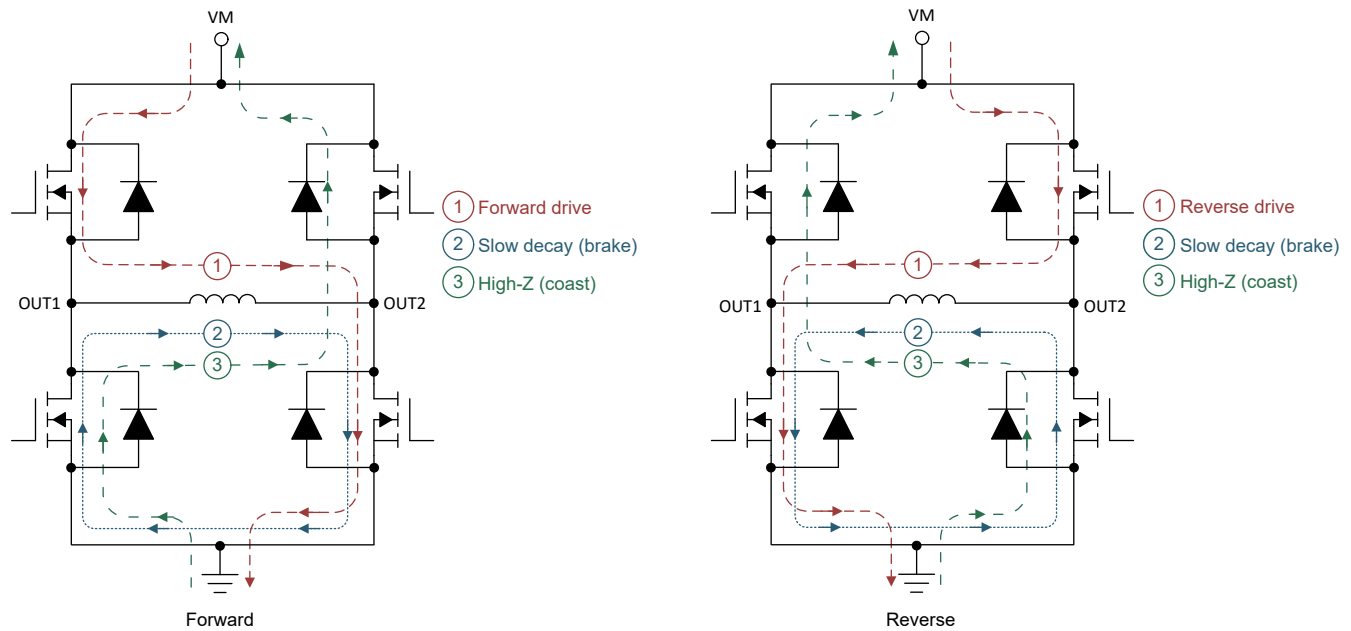 VM
1 Forward drive
2 Slow decay (brake)
3 High-Z (coast)
1
OUT1
OUT2
2
3
Forward
VM
1 Reverse drive
2 Slow decay (brake)
3 High-Z (coast)
1
OUT1
OUT2
2
3
Reverse